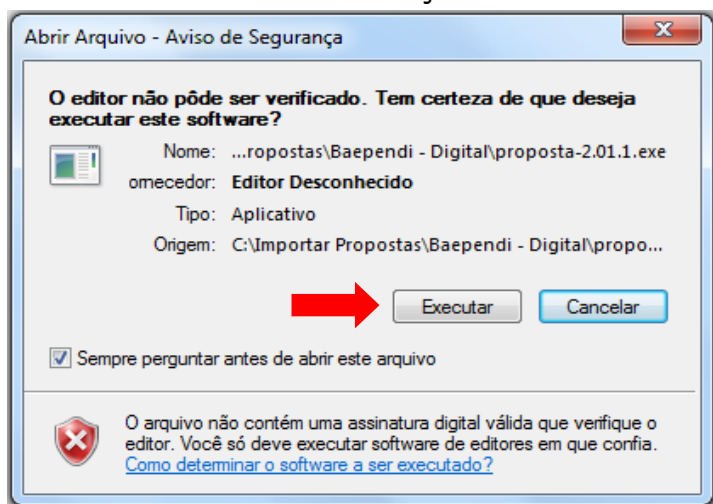 Abrir Arquivo - Aviso de Segurança
O editor não pôde ser verificado. Tem certeza de que deseja
executar este software?
Nome: ...ropostas\Baependi - Digital\proposta-2.01.1.exe
omecedor: Editor Desconhecido
Tipo: Aplicativo
Origem: C:\Importar Propostas\Baependi - Digital\propo...
Executar Cancelar
Sempre perguntar antes de abrir este arquivo
O arquivo não contém uma assinatura digital válida que verifique o
editor. Você só deve executar software de editores em que confia.
Como determinar o software a ser executado?